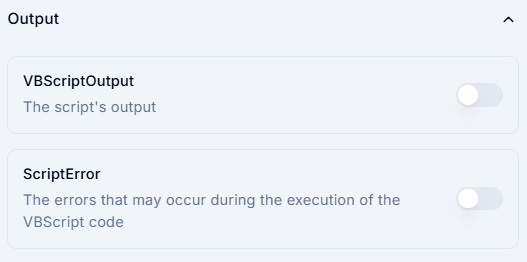 Output
VBScriptOutput
The script's output
ScriptError
The errors that may occur during the execution of the
VBScript code